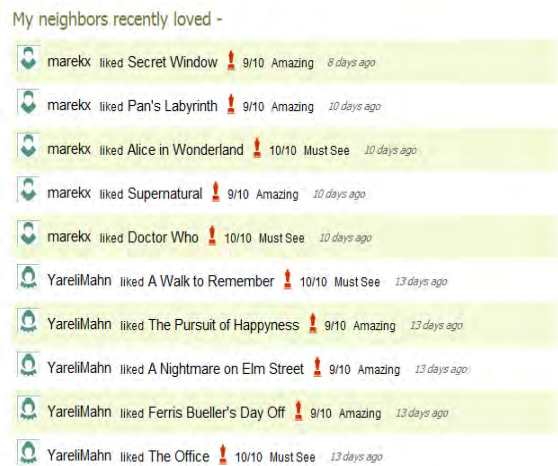 My neighbors recently loved -
marekx liked Secret Window 9/10 Amazing 8 days ago
marekx liked Pan's Labyrinth 9/10 Amazing 10 days ago
marekx liked Alice in Wonderland 10/10 Must See 10 days ago
marekx liked Supernatural 9/10 Amazing 10 days ago
marekx liked Doctor Who 10/10 Must See 10 days ago
YareliMahn liked A Walk to Remember 10/10 Must See 13 days ago
YareliMahn liked The Pursuit of Happyness 9/10 Amazing 13 days ago
YareliMahn liked A Nightmare on Elm Street 9/10 Amazing 13 days ago
YareliMahn liked Ferris Bueller's Day Off 9/10 Amazing 13 days ago
YareliMahn liked The Office 10/10 Must See 13 days ago